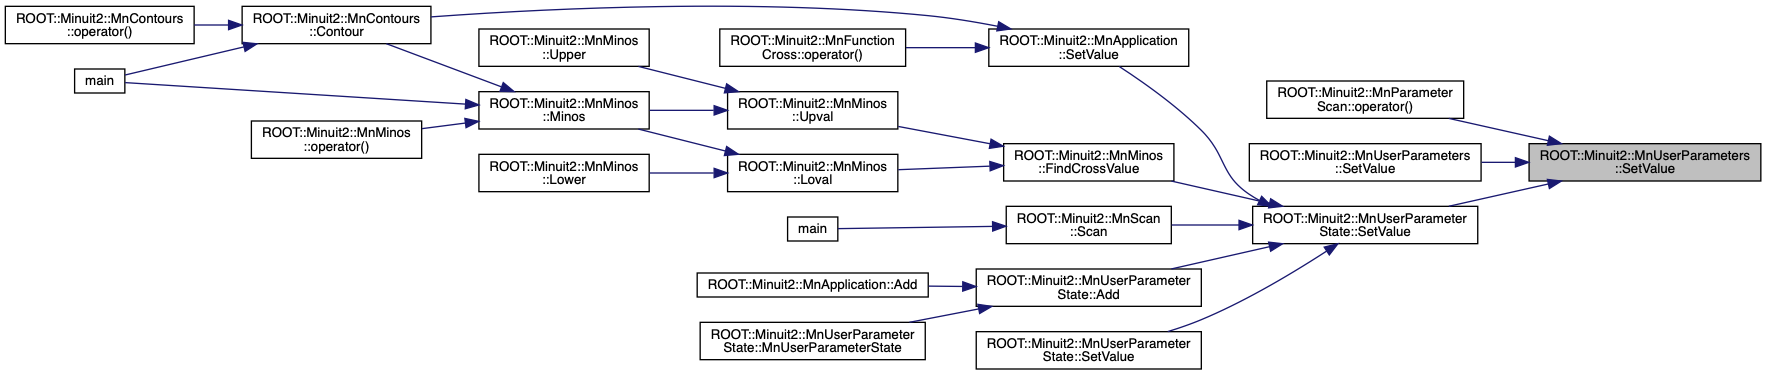 ROOT::Minuit2::MnContours
::operator()
ROOT::Minuit2::MnContours
::Contour
main
ROOT::Minuit2::MnMinos
::Upper
ROOT::Minuit2::MnFunction
Cross::operator()
ROOT::Minuit2::MnApplication
::SetValue
ROOT::Minuit2::MnMinos
::Minos
ROOT::Minuit2::MnMinos
::Upval
ROOT::Minuit2::MnMinos
::operator()
ROOT::Minuit2::MnMinos
::Lower
ROOT::Minuit2::MnMinos
::Loval
ROOT::Minuit2::MnMinos
::FindCrossValue
ROOT::Minuit2::MnParameter
Scan::operator()
ROOT::Minuit2::MnUserParameters
::SetValue
ROOT::Minuit2::MnUserParameters
::SetValue
main
ROOT::Minuit2::MnScan
::Scan
ROOT::Minuit2::MnUserParameter
State::SetValue
ROOT::Minuit2::MnApplication::Add
ROOT::Minuit2::MnUserParameter
State::Add
ROOT::Minuit2::MnUserParameter
State::MnUserParameterState
ROOT::Minuit2::MnUserParameter
State::SetValue